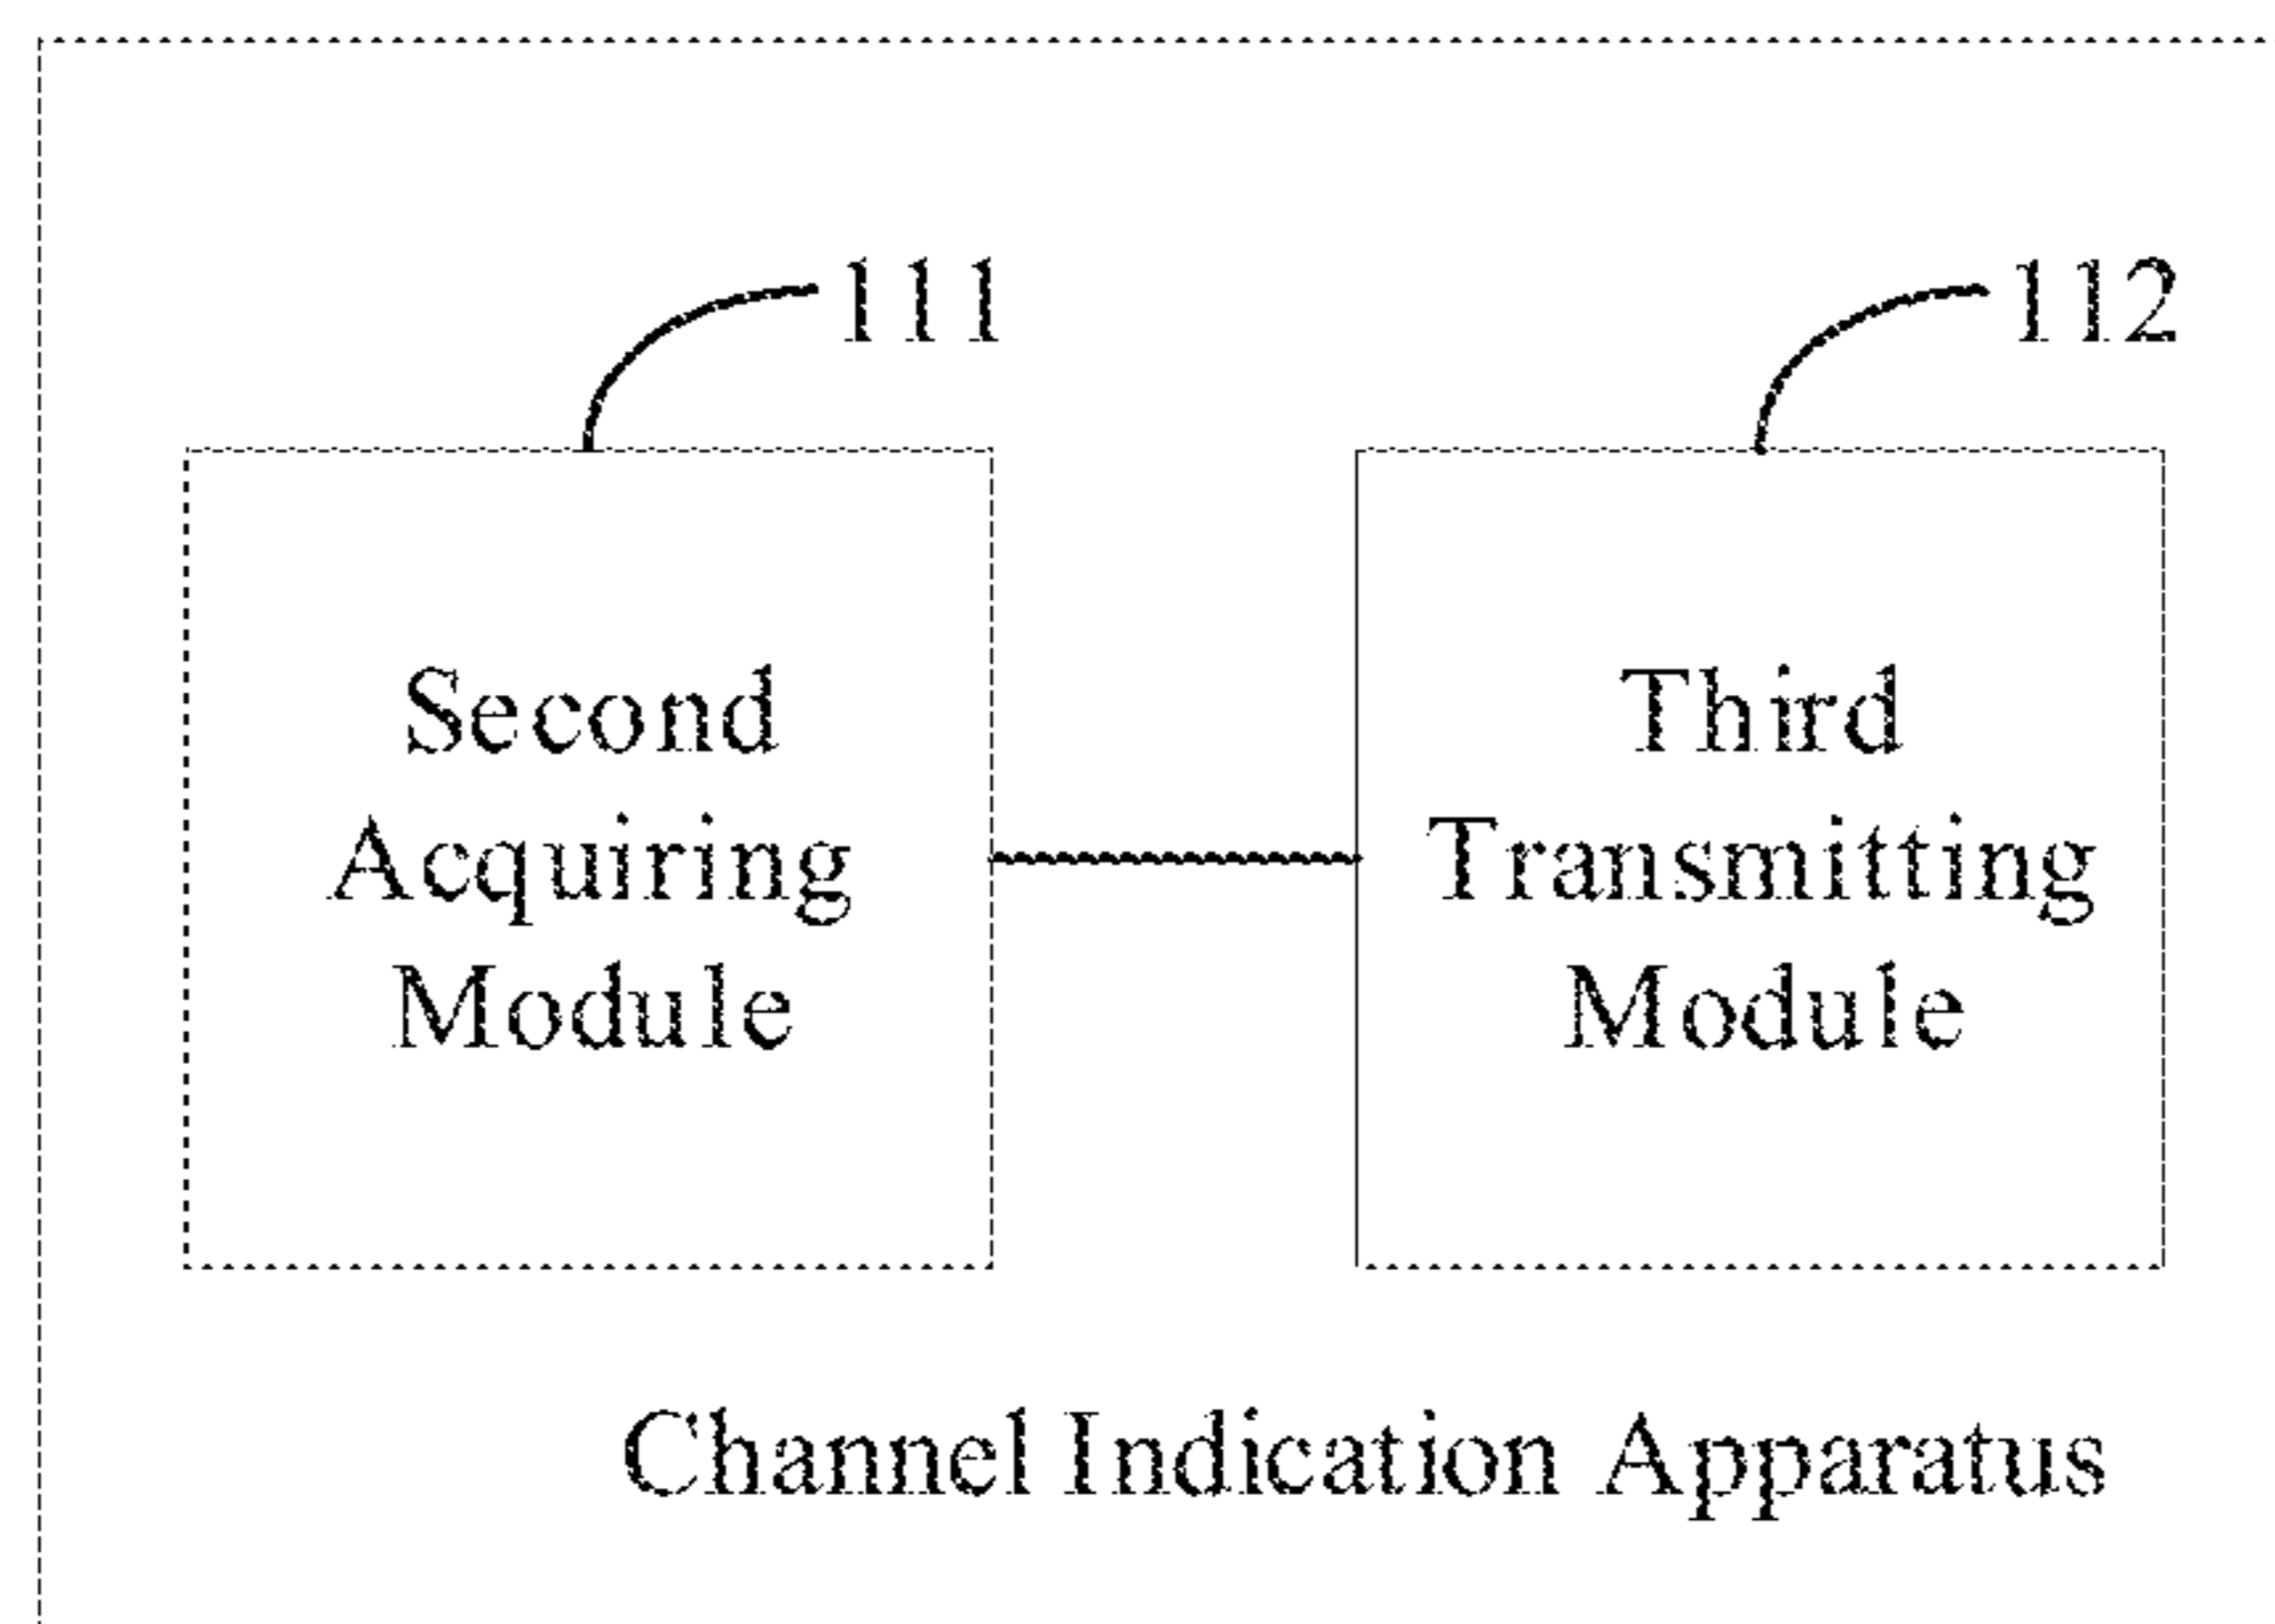 111
112
Second
Acquiring
Module
Third
Transmitting
Module
Channel Indication Apparatus